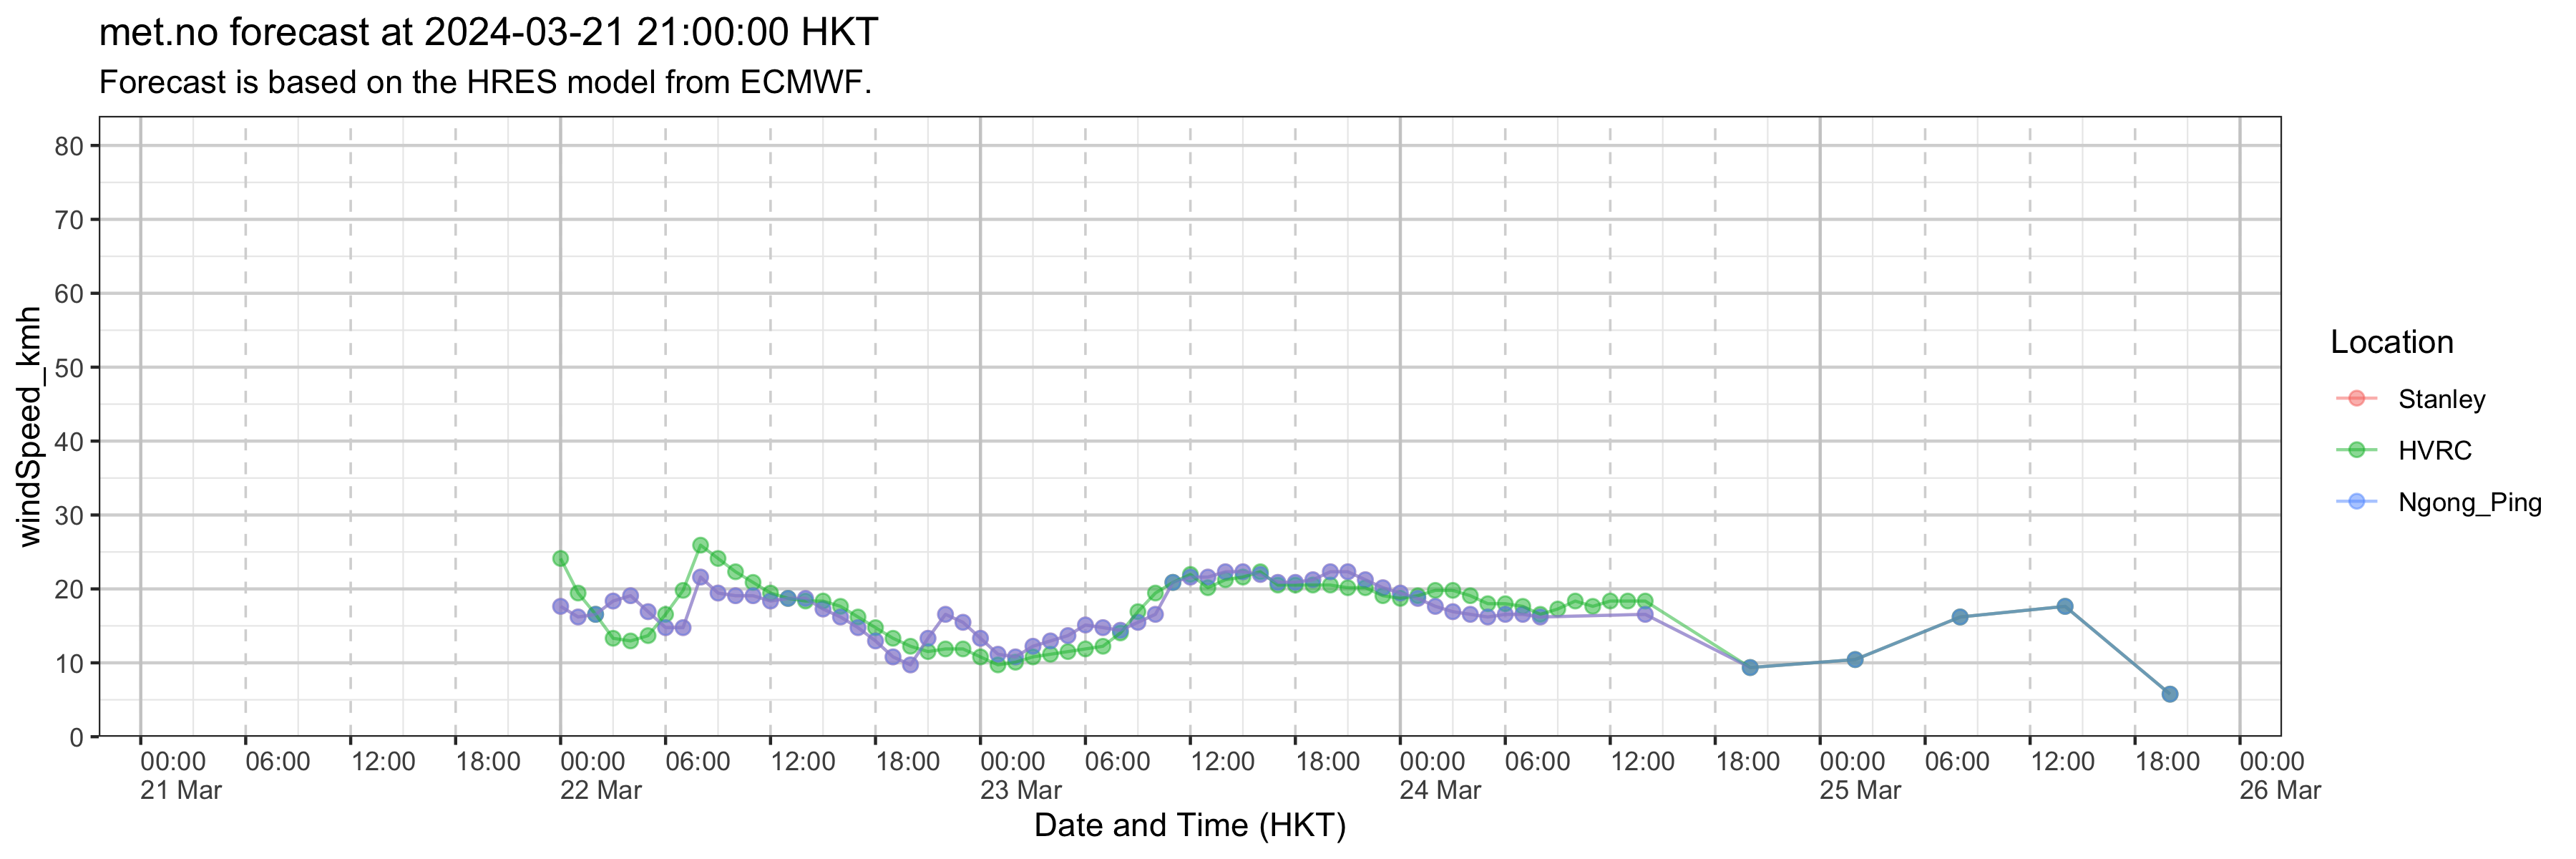 met.no forecast at 2024-03-21 21:00:00 HKT
Forecast is based on the HRES model from ECMWF.
windSpeed_kmh
80
70
60
50
40
30
20
10
0
00:00 06:00 12:00 18:00 00:00 06:00 12:00 18:00 00:00 06:00 12:00 18:00 00:00 06:00 12:00 18:00 00:00 06:00 12:00 18:00 00:00
21 Mar 22 Mar 23 Mar 24 Mar 25 Mar 26 Mar
Date and Time (HKT)
Location
Stanley
HVRC
Ngong_Ping